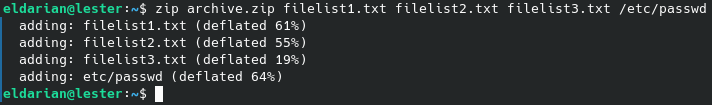 eldarian@lester:~$ zip archive.zip filelist1.txt filelist2.txt filelist3.txt /etc/passwd
  adding: filelist1.txt (deflated 61%)
  adding: filelist2.txt (deflated 55%)
  adding: filelist3.txt (deflated 19%)
  adding: etc/passwd (deflated 64%)
eldarian@lester:~$